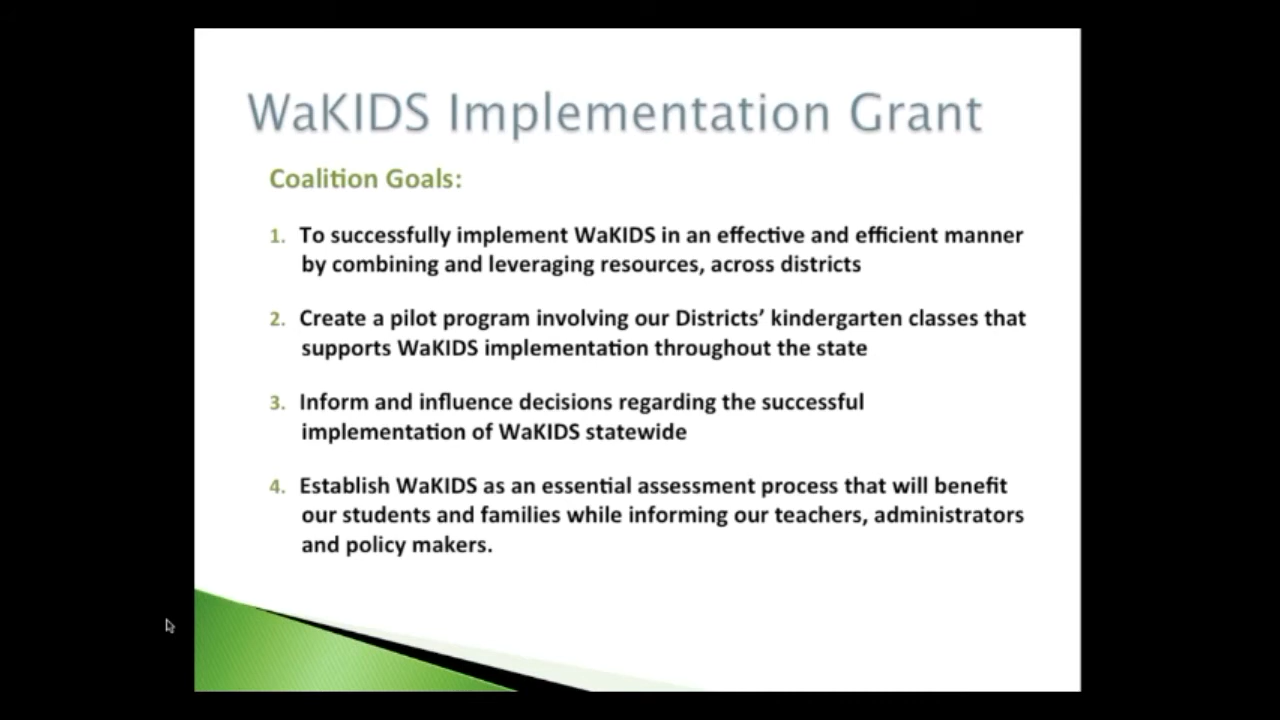 WaKIDS Implementation Grant
Coalition Goals:
1. To successfully implement WaKIDS in an effective and efficient manner
by combining and leveraging resources, across districts
2. Create a pilot program involving our Districts’ kindergarten classes that
supports WaKIDS implementation throughout the state
3. Inform and influence decisions regarding the successful
implementation of WaKIDS statewide
4. Establish WaKIDS as an essential assessment process that will benefit
our students and families while informing our teachers, administrators
and policy makers.